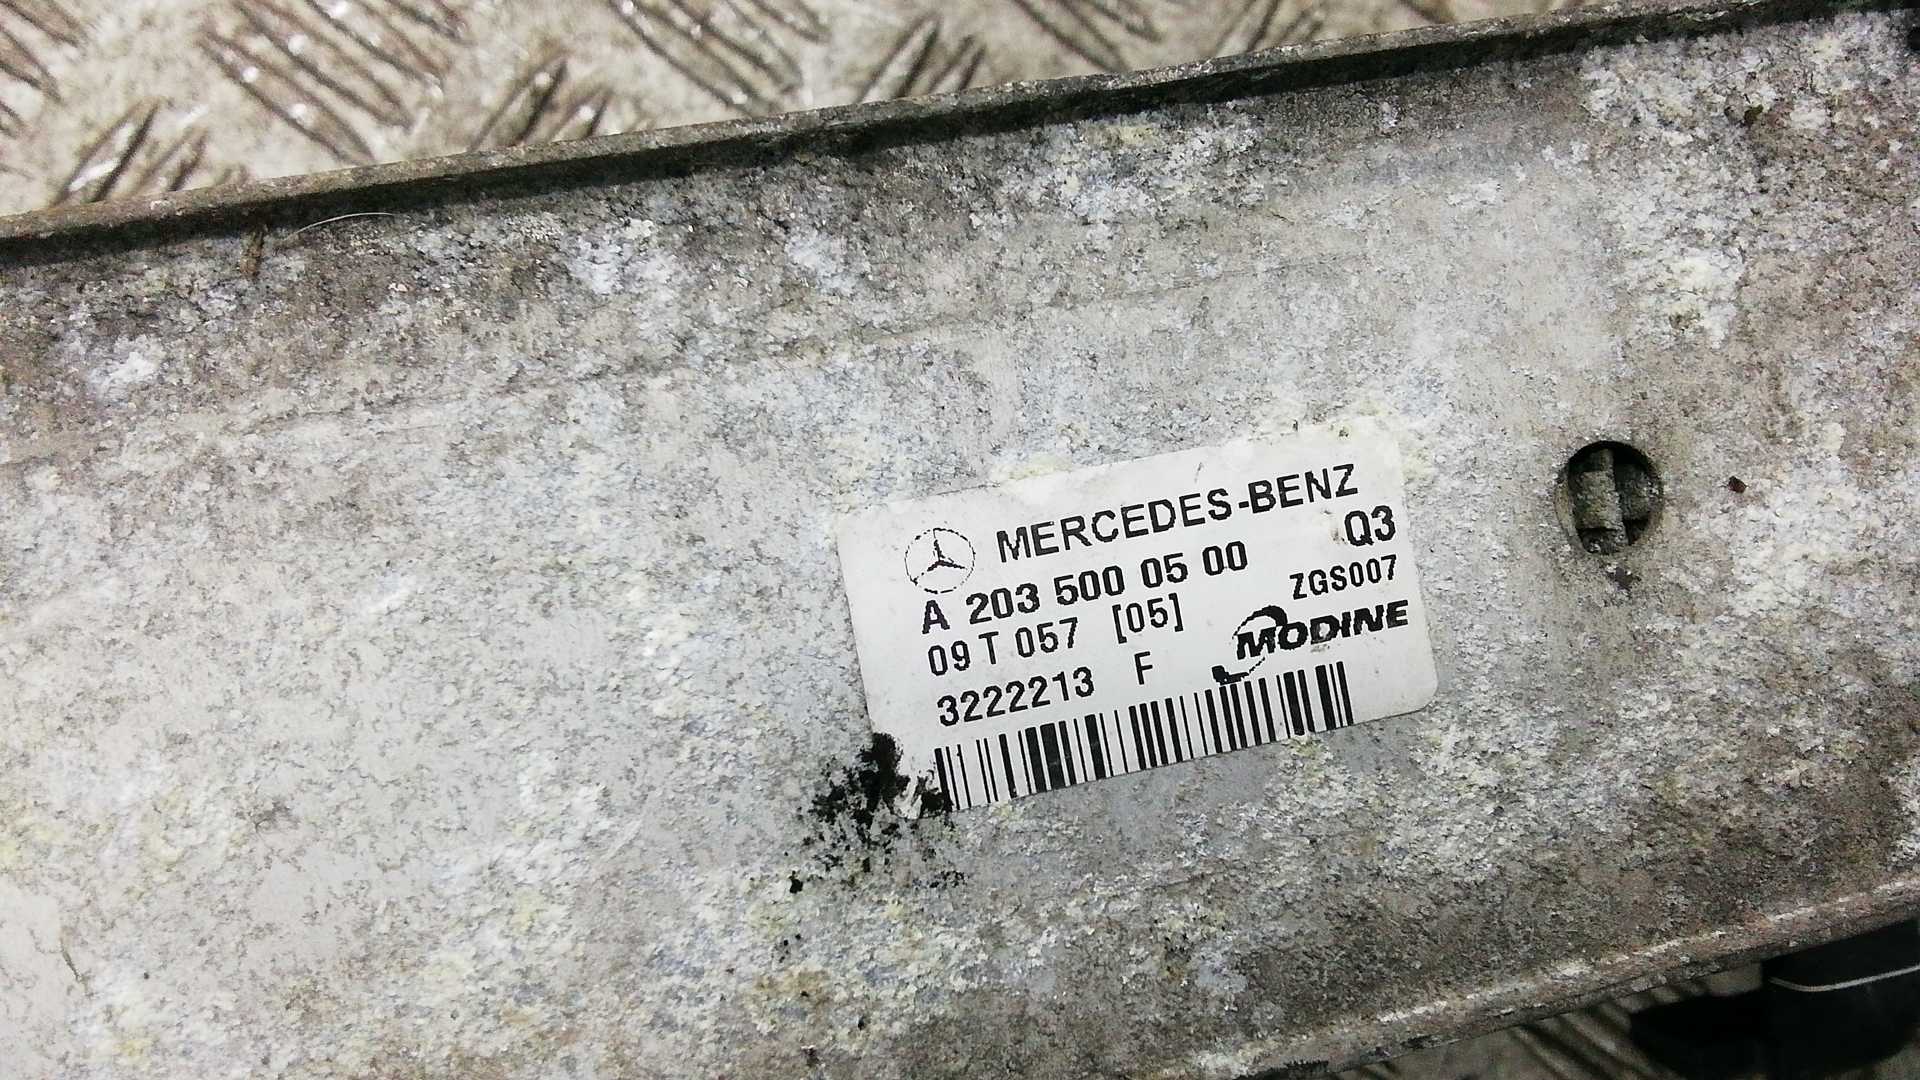 MERCEDES-BENZ
Q3
A 203 500 05 00
ZGS007
09 T 057 [05]
MODINE
3222213 F